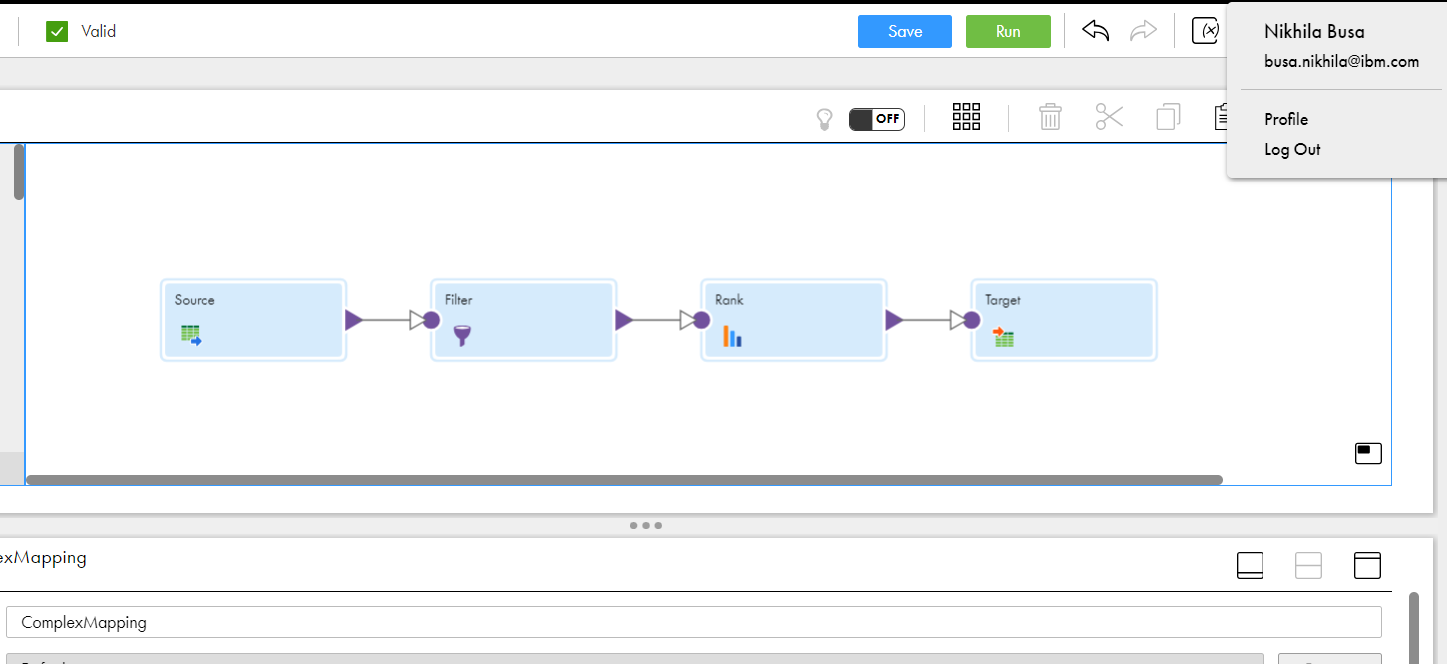 Valid
Save
Run
(x)
Nikhila Busa
busa.nikhila@ibm.com
Profile
Log Out
OFF
Source
Filter
Rank
Target
exMapping
ComplexMapping